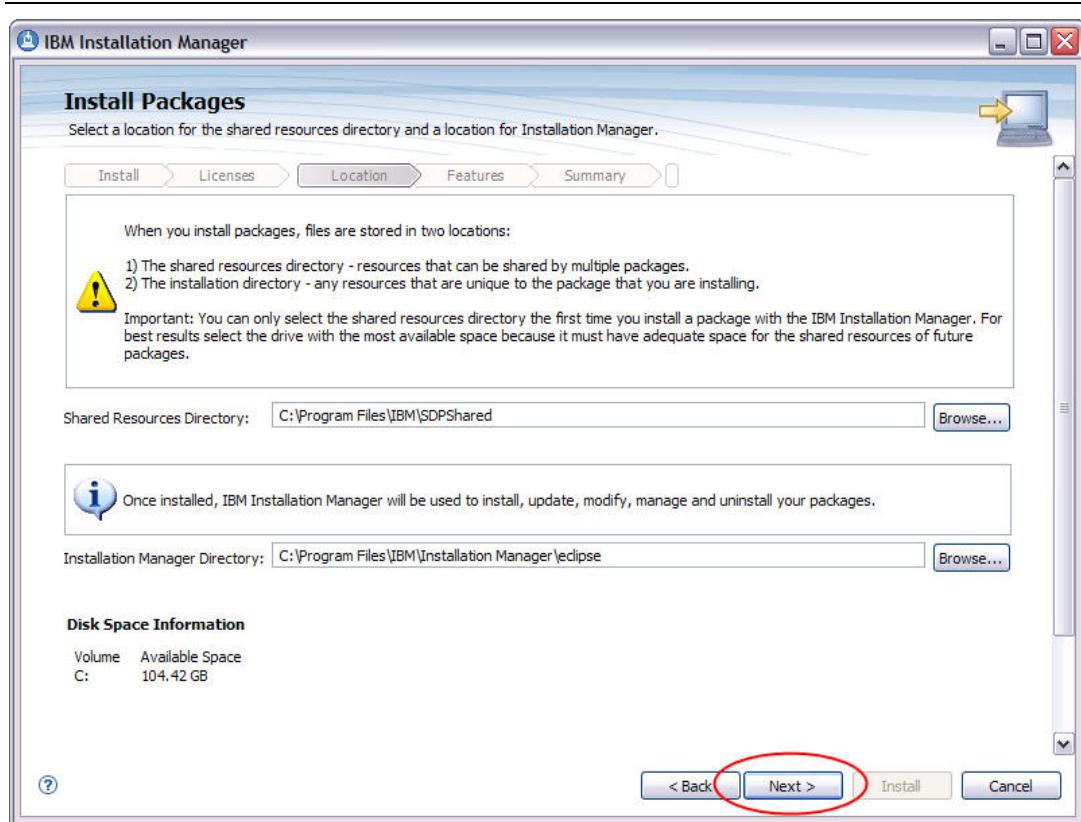 IBM Installation Manager
Install Packages
Select a location for the shared resources directory and a location for Installation Manager.
Install Licenses Location Features Summary
When you install packages, files are stored in two locations:
1) The shared resources directory - resources that can be shared by multiple packages.
2) The installation directory - any resources that are unique to the package that you are installing.
Important: You can only select the shared resources directory the first time you install a package with the IBM Installation Manager. For
best results select the drive with the most available space because it must have adequate space for the shared resources of future
packages.
Shared Resources Directory: C:\Program Files\IBM\SDPShared Browse...
Once installed, IBM Installation Manager will be used to install, update, modify, manage and uninstall your packages.
Installation Manager Directory: C:\Program Files\IBM\Installation Manager\eclipse Browse...
Disk Space Information
Volume Available Space
C: 104.42 GB
? < Back Next > Install Cancel